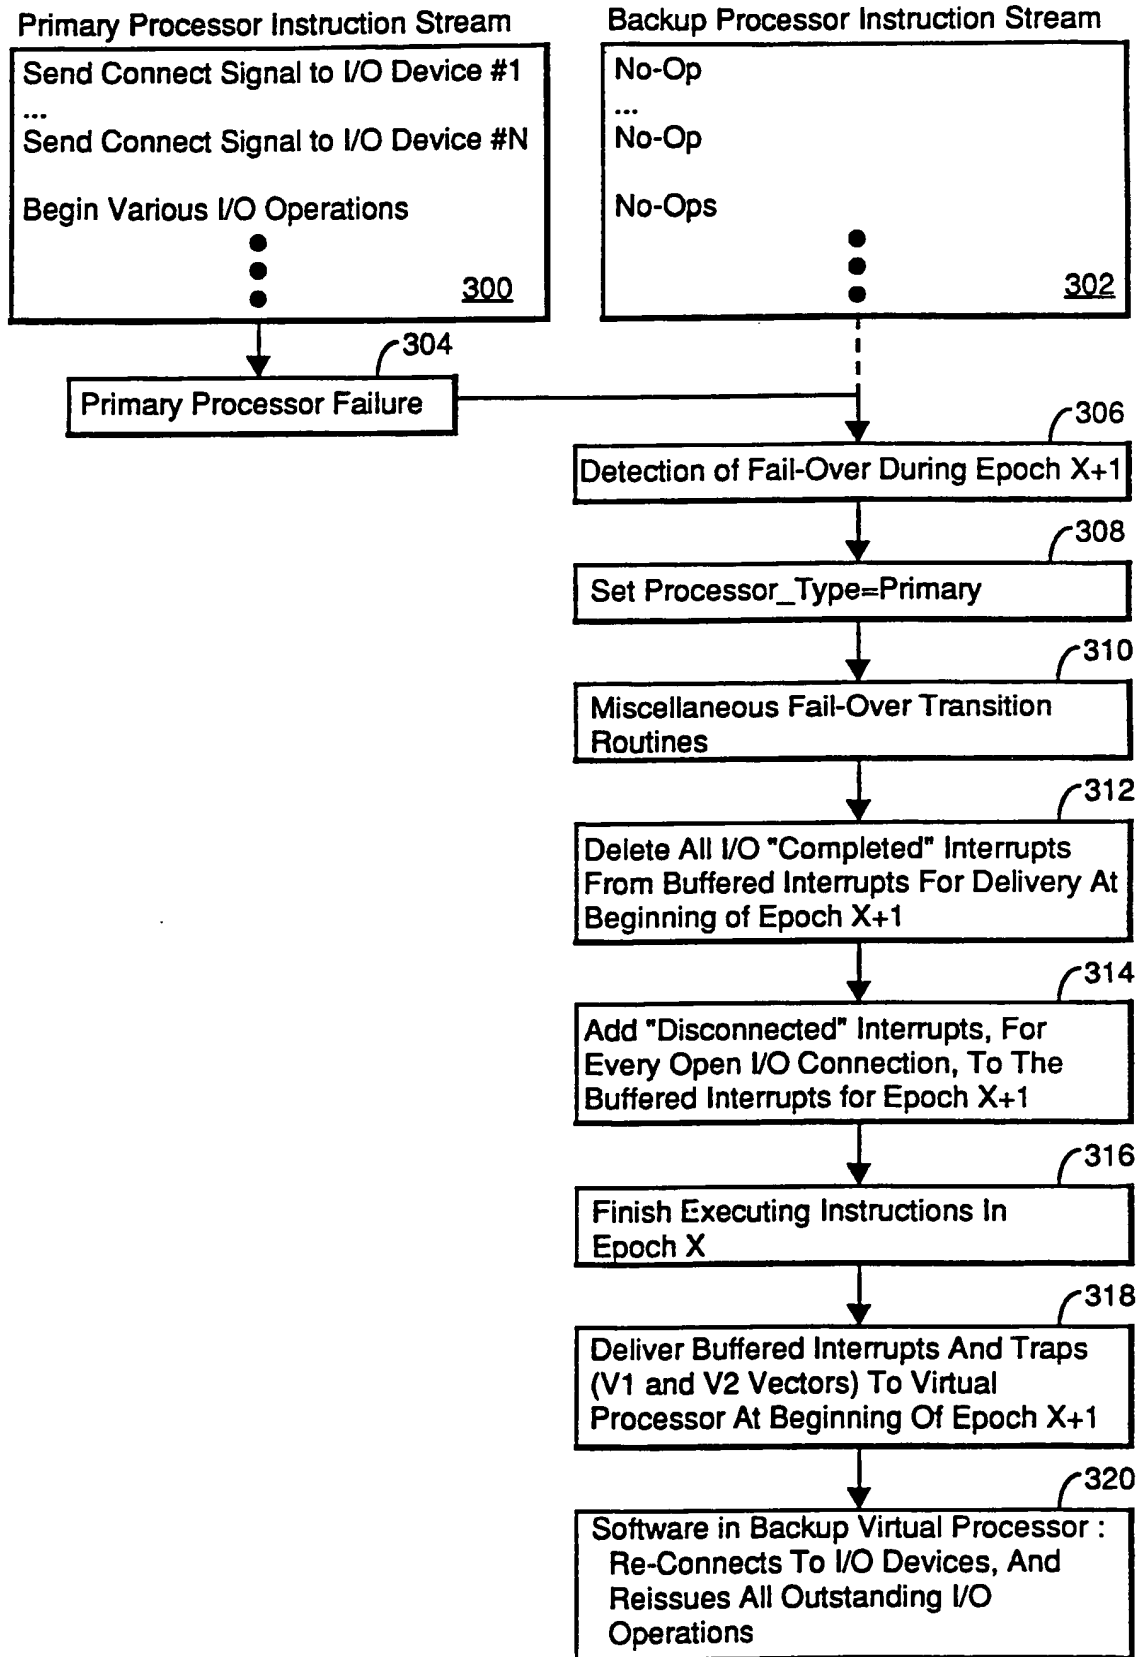 Primary Processor Instruction Stream
Send Connect Signal to I/O Device #1
...
Send Connect Signal to I/O Device #N
Begin Various I/O Operations
300
Backup Processor Instruction Stream
No-Op
...
No-Op
No-Ops
302
304
Primary Processor Failure
306
Detection of Fail-Over During Epoch X+1
308
Set Processor_Type=Primary
310
Miscellaneous Fail-Over Transition
Routines
312
Delete All I/O "Completed" Interrupts
From Buffered Interrupts For Delivery At
Beginning of Epoch X+1
314
Add "Disconnected" Interrupts, For
Every Open I/O Connection, To The
Buffered Interrupts for Epoch X+1
316
Finish Executing Instructions In
Epoch X
318
Deliver Buffered Interrupts And Traps
(V1 and V2 Vectors) To Virtual
Processor At Beginning Of Epoch X+1
320
Software in Backup Virtual Processor :
Re-Connects To I/O Devices, And
Reissues All Outstanding I/O
Operations